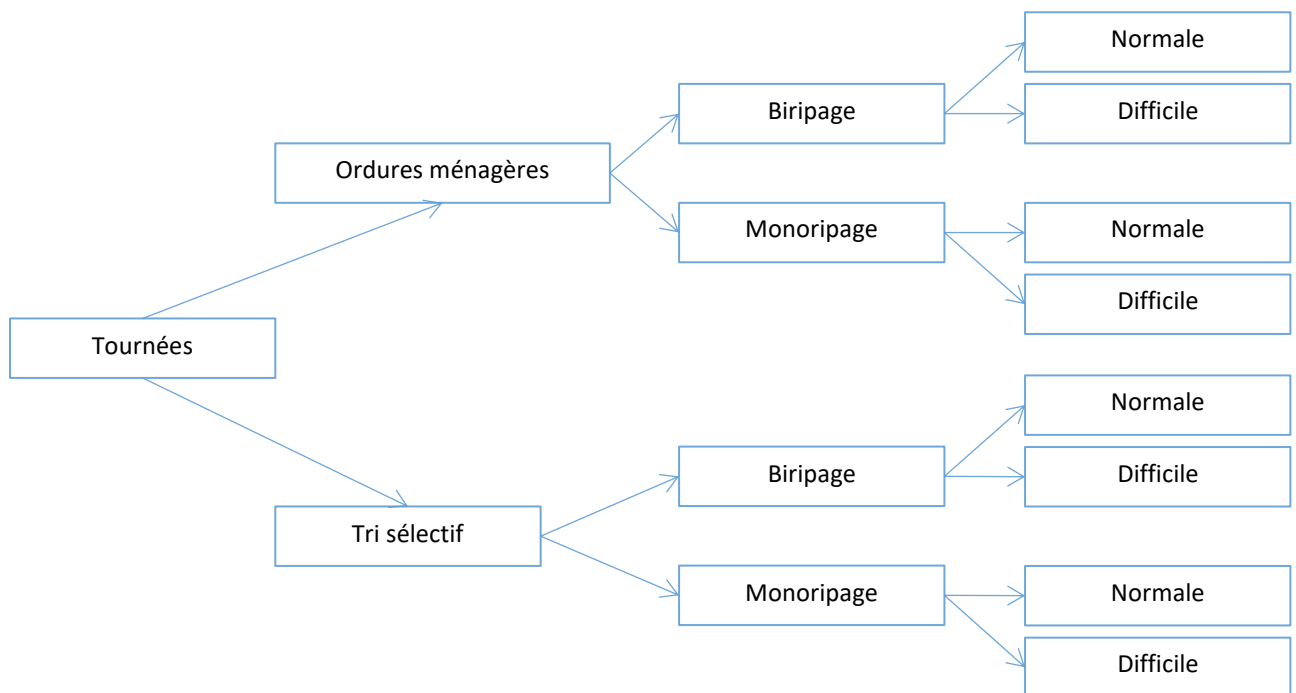 Normale
Biripage
Difficile
Ordures ménagères
Monoripage
Normale
Difficile
Tournées
Normale
Biripage
Difficile
Tri sélectif
Monoripage
Normale
Difficile